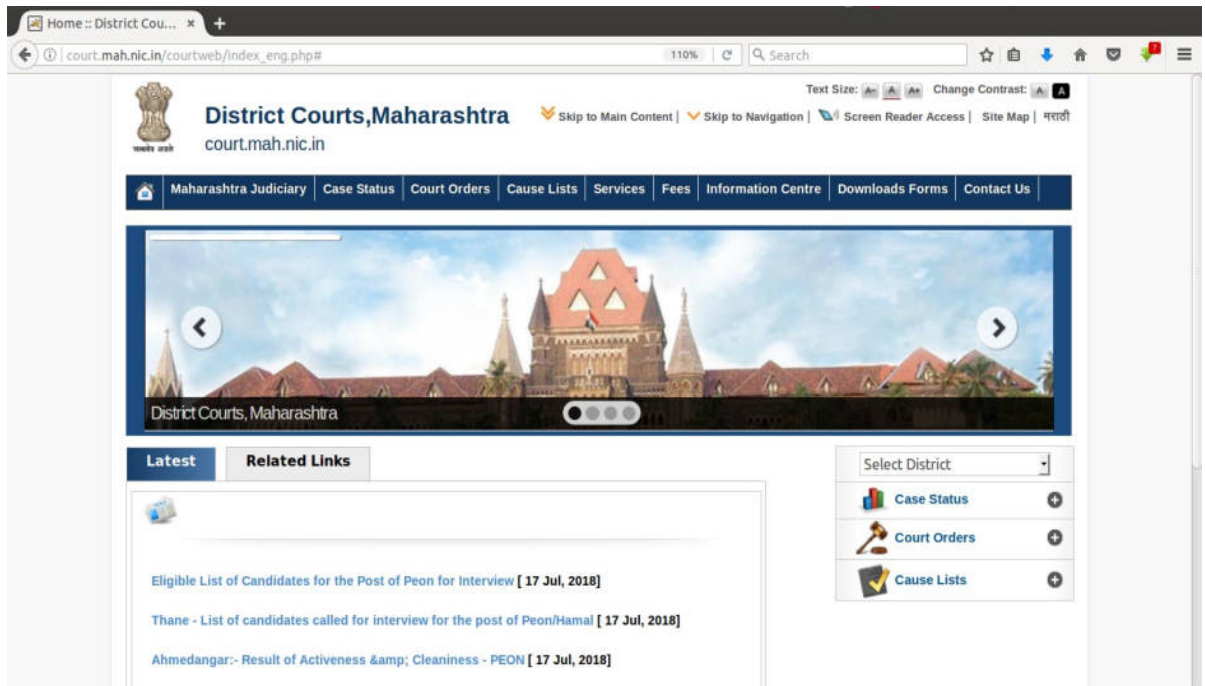 Home :: District Cou... × +
court.mah.nic.in/courtweb/index_eng.php# 110% Search
Text Size: A- A A+ Change Contrast: A A
District Courts,Maharashtra
Skip to Main Content | Skip to Navigation | Screen Reader Access | Site Map | मराठी
सत्यमेव जयते
court.mah.nic.in
Maharashtra Judiciary Case Status Court Orders Cause Lists Services Fees Information Centre Downloads Forms Contact Us
District Courts, Maharashtra
Latest Related Links
Select District
Case Status
Court Orders
Cause Lists
Eligible List of Candidates for the Post of Peon for Interview [ 17 Jul, 2018]
Thane - List of candidates called for interview for the post of Peon/Hamal [ 17 Jul, 2018]
Ahmedangar:- Result of Activeness &amp; Cleaniness - PEON [ 17 Jul, 2018]